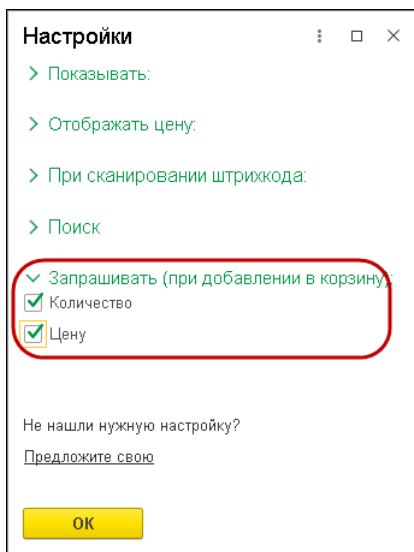 Настройки
Показывать:
Отображать цену:
При сканировании штрихкода:
Поиск
Запрашивать (при добавлении в корзину):
Количество
Цену
Не нашли нужную настройку?
Предложите свою
ОК